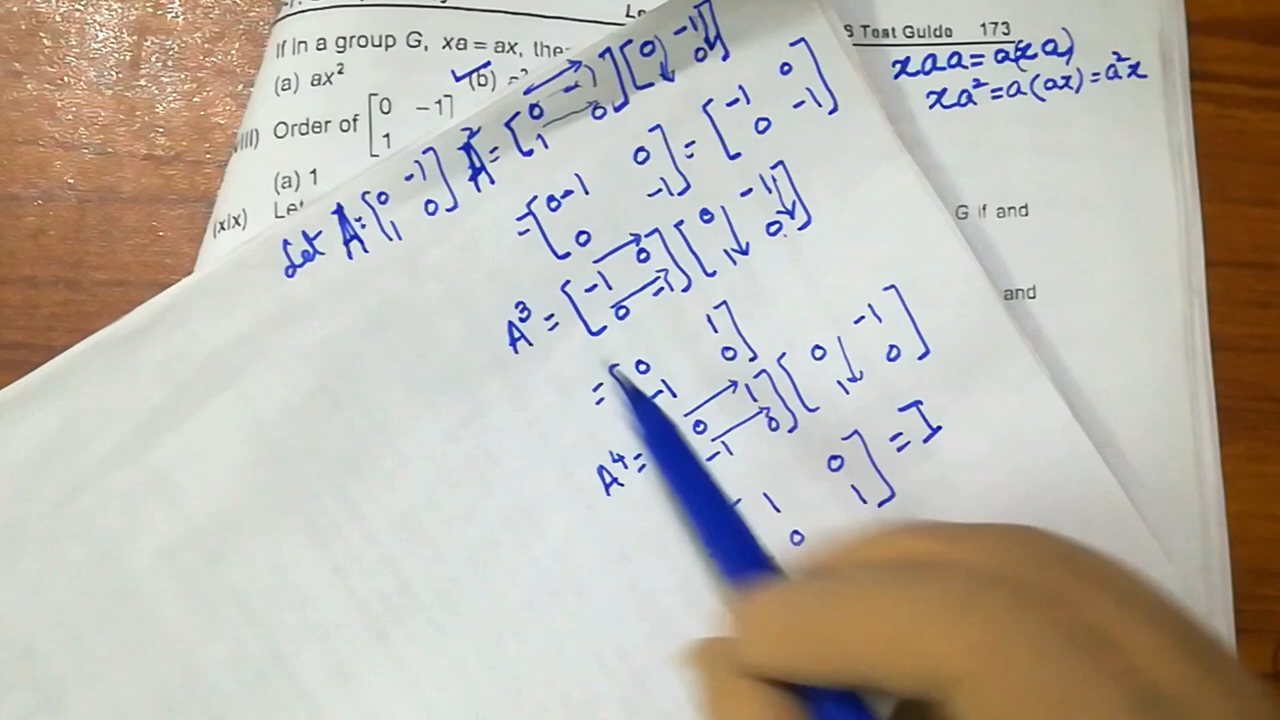 If in a group G, xa = ax, the
(a) ax²
(b)
Order of [0 -1]
[1
(a) 1
(xix) Let
S Test Guide 173
xaa = a(xa)
xa² = a(ax) = a²x
G if and
and
Let A = [0 -1]
[1 0]
A² = [0 -1] [0 -1]
[1 0] [1 0]
= [0-1 0] = [-1 0]
[0 -1] [0 -1]
A³ = [-1 0] [0 -1]
[0 -1] [1 0]
= [0 1]
[-1 0]
A⁴ = [0 1] [0 -1]
[-1 0] [1 0]
1 0] = I
0 1]